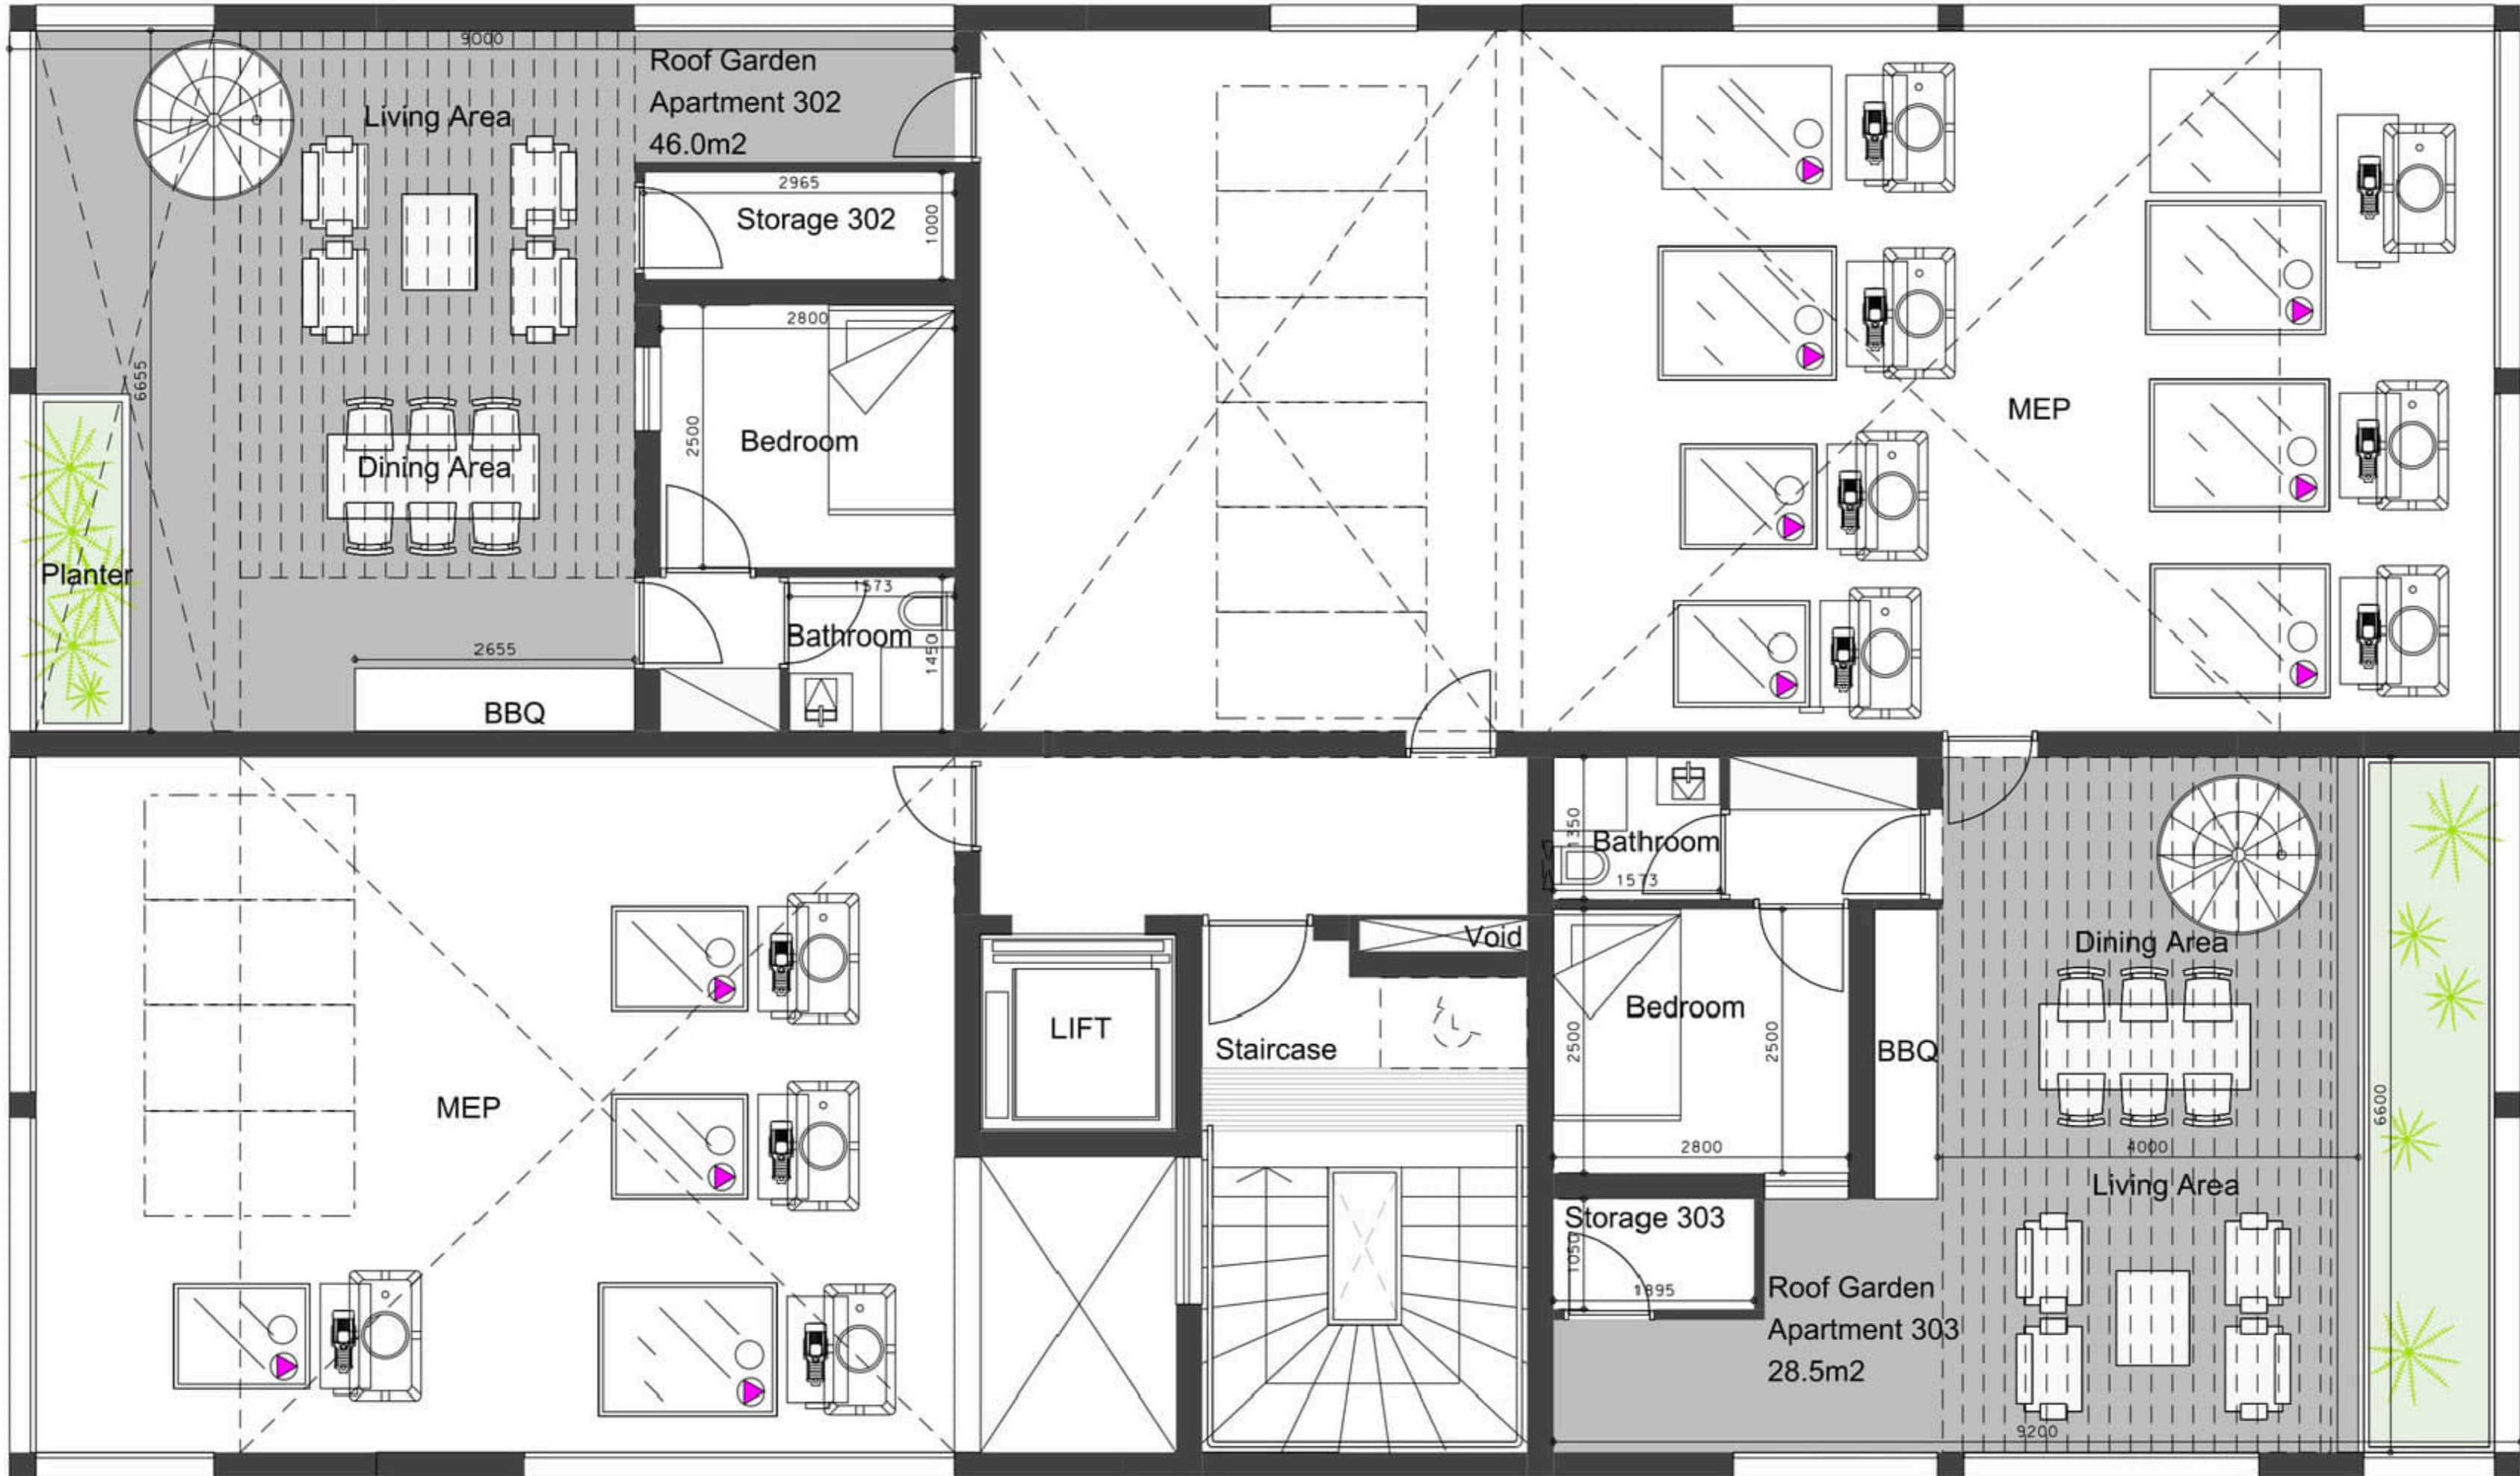 9000
Roof Garden
Apartment 302
46.0m2
Living Area
2965
Storage 302
1000
2800
6655
2500
Bedroom
MEP
Dining Area
Planter
1573
Bathroom
1450
2655
BBQ
1350
Bathroom
1573
Void
Dining Area
LIFT
Bedroom
Staircase
2500
2500
BBQ
MEP
6600
2800
4000
Living Area
Storage 303
1050
1895
Roof Garden
Apartment 303
28.5m2
9200